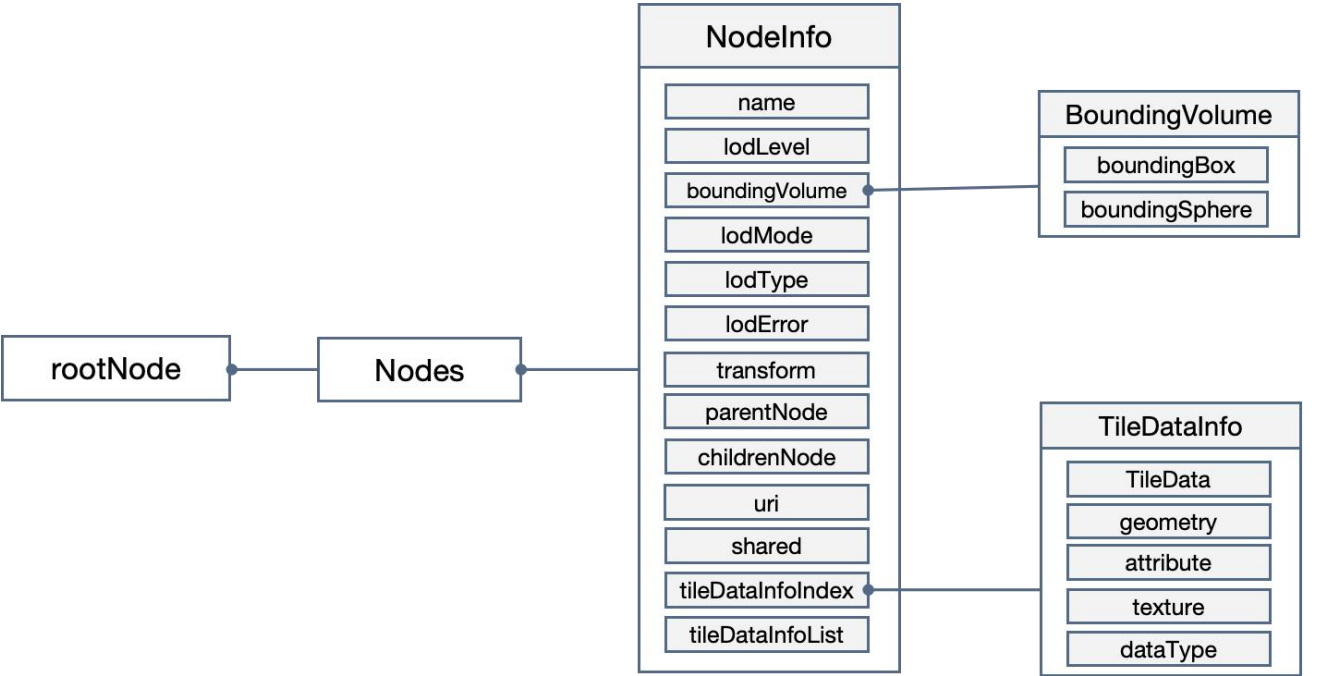 rootNode
Nodes
NodeInfo
name
lodLevel
boundingVolume
lodMode
lodType
lodError
transform
parentNode
childrenNode
uri
shared
tileDataInfoIndex
tileDataInfoList
BoundingVolume
boundingBox
boundingSphere
TileDataInfo
TileData
geometry
attribute
texture
dataType